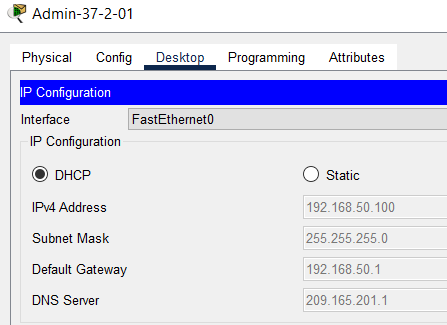 Admin-37-2-01
Physical Config Desktop Programming Attributes
IP Configuration
Interface FastEthernet0
IP Configuration
DHCP Static
IPv4 Address 192.168.50.100
Subnet Mask 255.255.255.0
Default Gateway 192.168.50.1
DNS Server 209.165.201.1